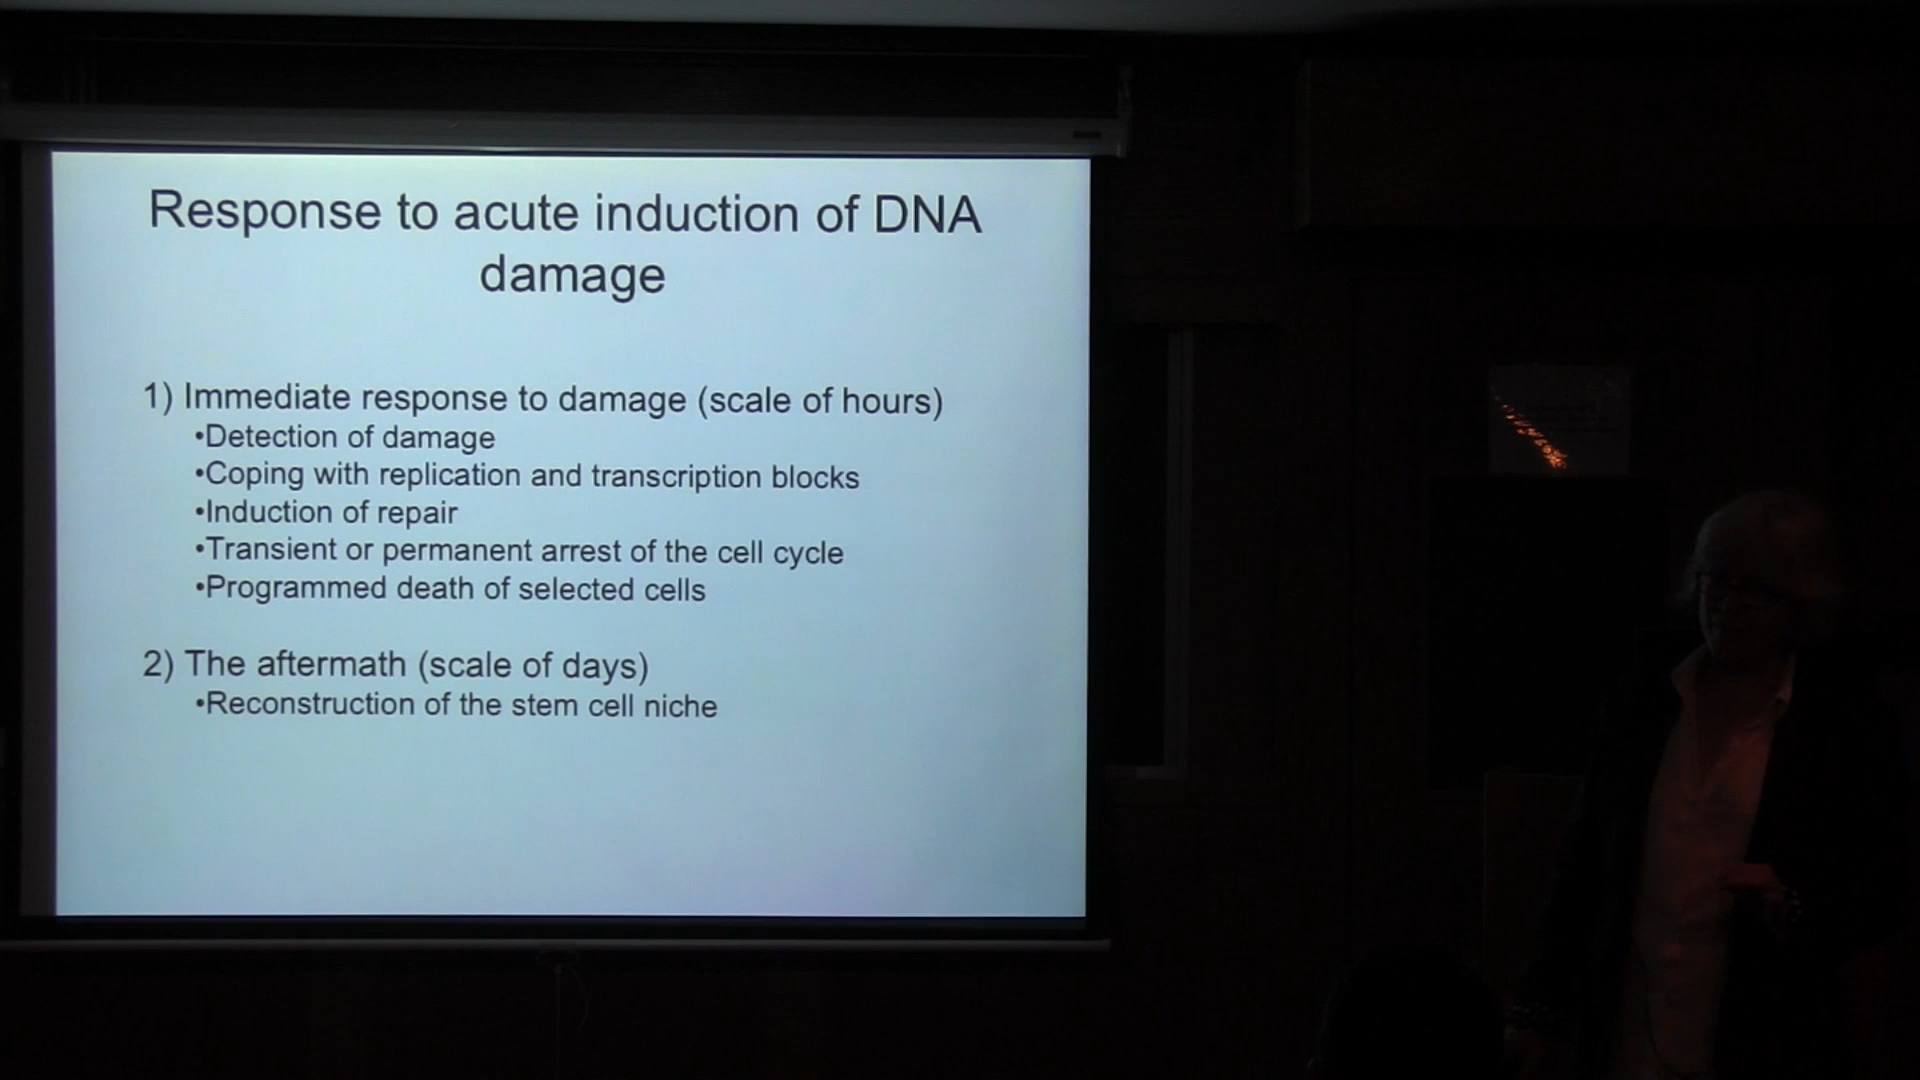 Response to acute induction of DNA
damage
1) Immediate response to damage (scale of hours)
•Detection of damage
•Coping with replication and transcription blocks
•Induction of repair
•Transient or permanent arrest of the cell cycle
•Programmed death of selected cells
2) The aftermath (scale of days)
•Reconstruction of the stem cell niche